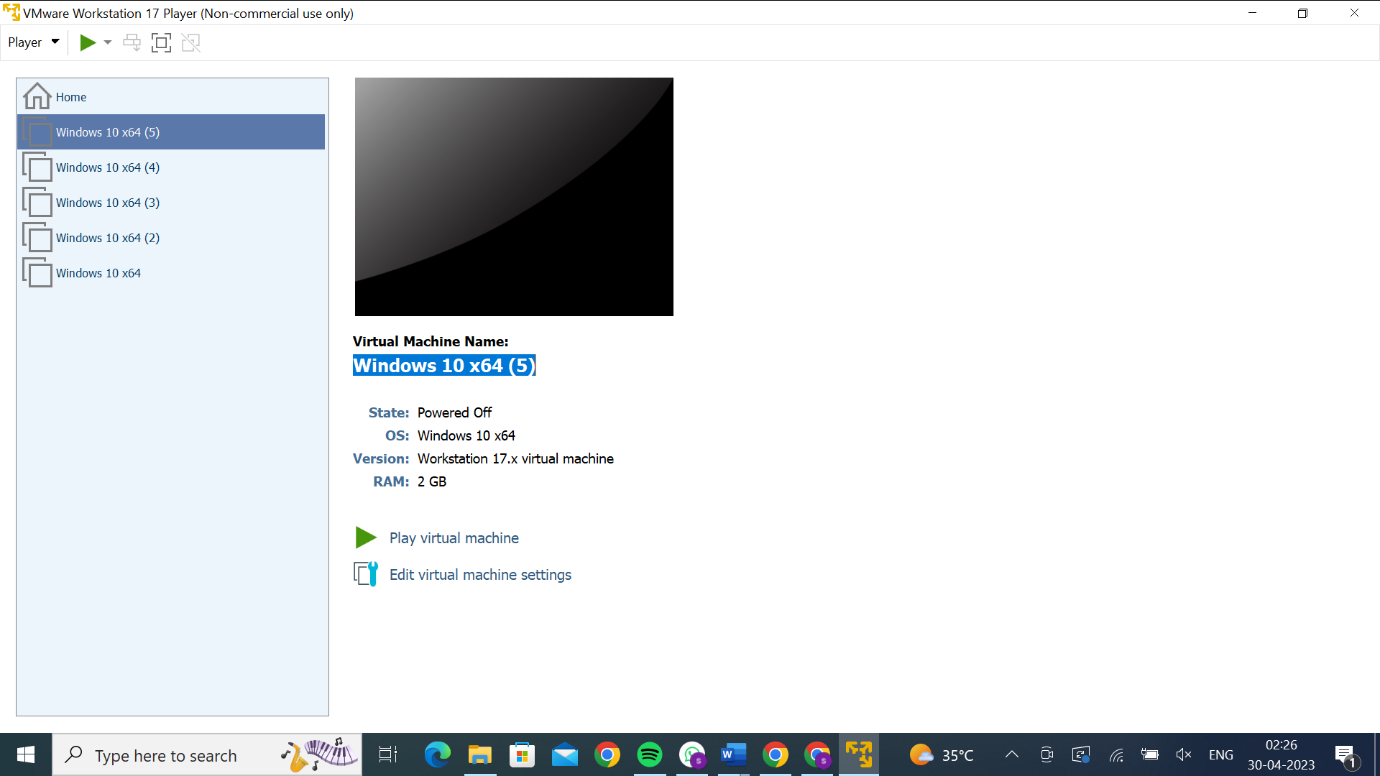 VMware Workstation 17 Player (Non-commercial use only)
Player
Home
Windows 10 x64 (5)
Windows 10 x64 (4)
Windows 10 x64 (3)
Windows 10 x64 (2)
Windows 10 x64
Virtual Machine Name:
Windows 10 x64 (5)
State: Powered Off
OS: Windows 10 x64
Version: Workstation 17.x virtual machine
RAM: 2 GB
Play virtual machine
Edit virtual machine settings
Type here to search
W
S
S
35°C
ENG
02:26
30-04-2023
1